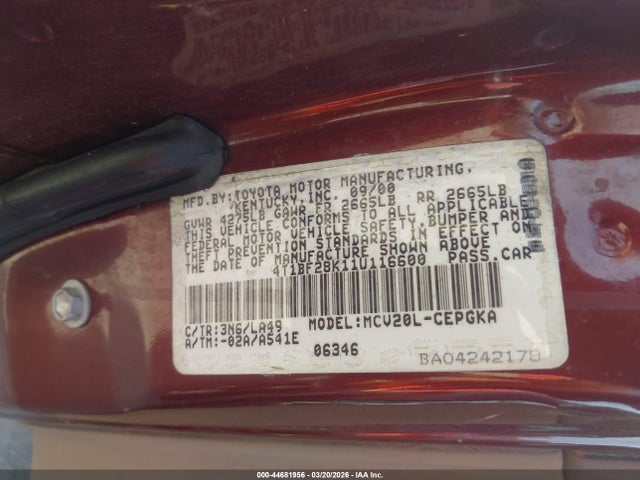 MFD.BY:TOYOTA MOTOR MANUFACTURING,
KENTUCKY, INC. 09/00
GVWR 4275LB GAWR FR 2665LB RR 2665LB
THIS VEHICLE CONFORMS TO ALL APPLICABLE
FEDERAL MOTOR VEHICLE SAFETY, BUMPER AND
THEFT PREVENTION STANDARDS IN EFFECT ON
THE DATE OF MANUFACTURE SHOWN ABOVE
4T1BF28K11U116600 PASS.CAR
C/TR:3N6/LA49 MODEL:MCV20L-CEPGKA
A/TM:-02A/A541E
06346
BA0424217B
000-44681956 - 03/20/2026 - IAA Inc.